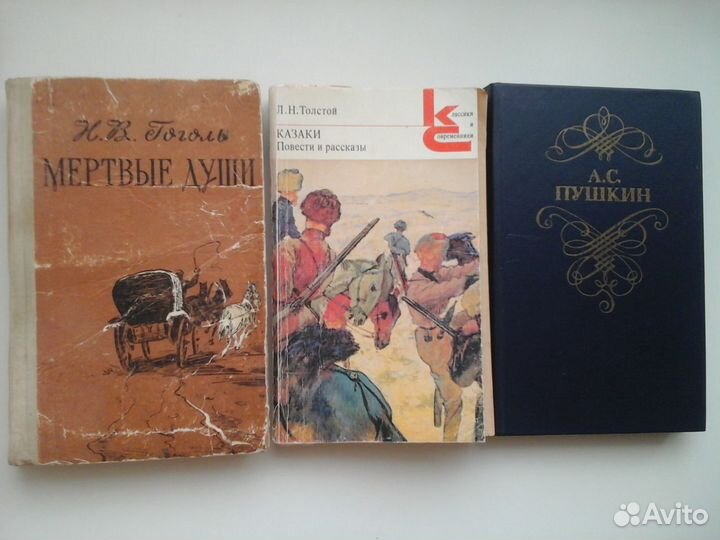 Н.В. Гоголь
МЕРТВЫЕ ДУШИ
Л.Н.Толстой
КАЗАКИ
Повести и рассказы
Классики
и
Современники
А.С.
ПУШКИН
Avito